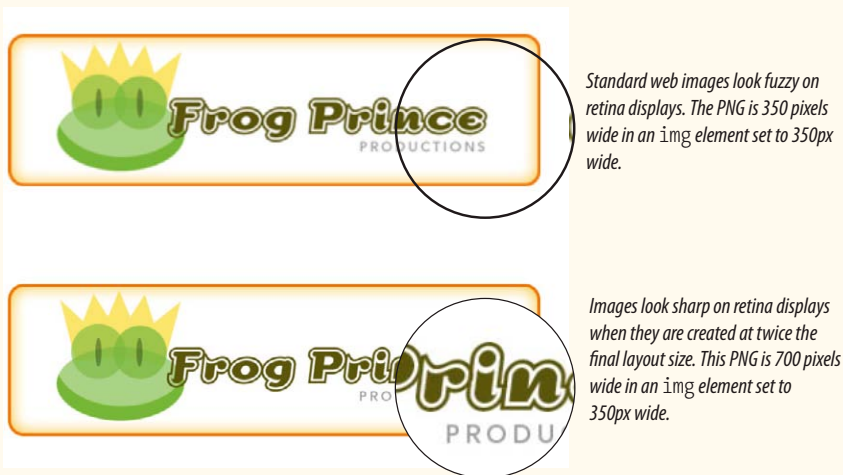 Frog Prince
PRODUCTIONS
Standard web images look fuzzy on
retina displays. The PNG is 350 pixels
wide in an img element set to 350px
wide.
Frog Pri
PRO
Prin
PRODU
Images look sharp on retina displays
when they are created at twice the
final layout size. This PNG is 700 pixels
wide in an img element set to
350px wide.